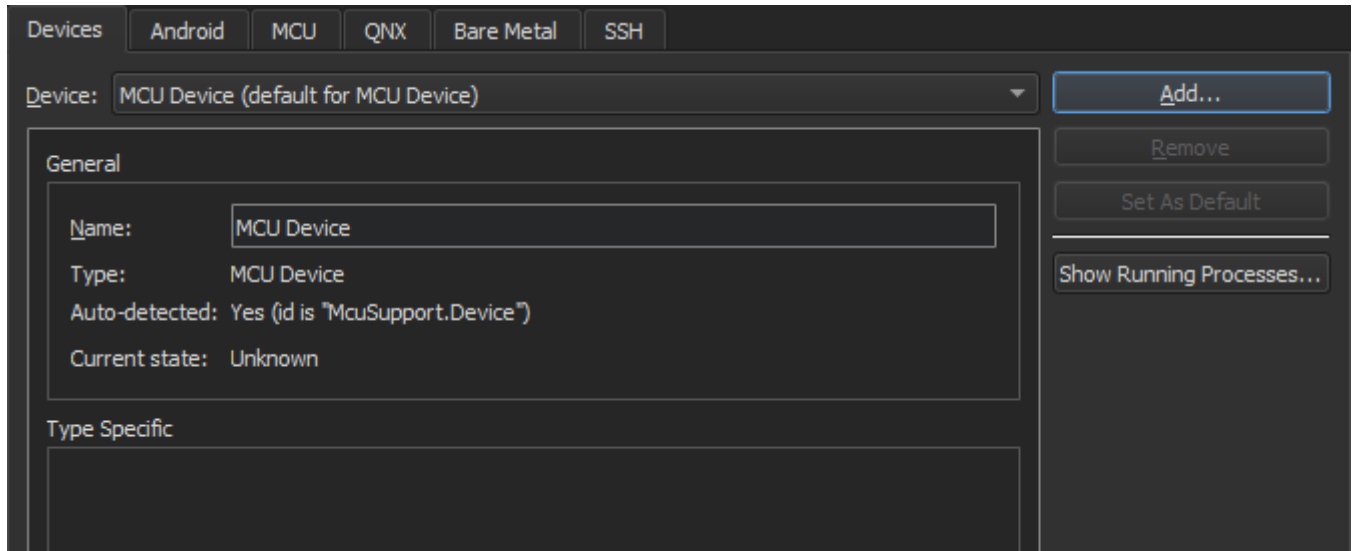 Devices Android MCU QNX Bare Metal SSH
Device: MCU Device (default for MCU Device) Add...
Remove
General
Set As Default
Name: MCU Device
Type: MCU Device Show Running Processes...
Auto-detected: Yes (id is "McuSupport.Device")
Current state: Unknown
Type Specific